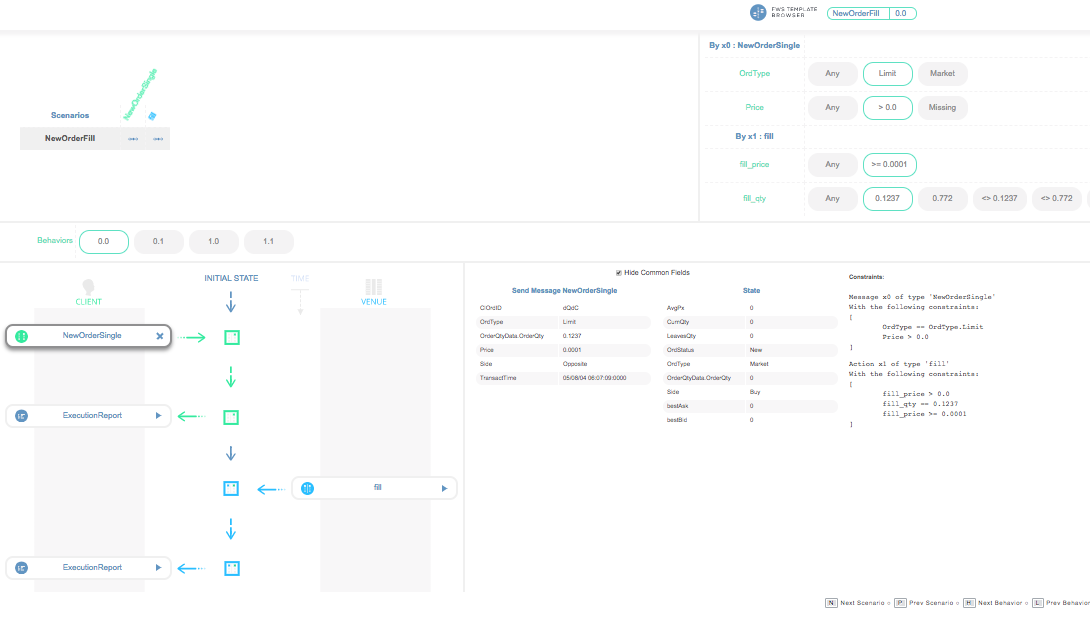 FWS TEMPLATE
BROWSER
NewOrderFill 0.0
NewOrderSingle
fill
Scenarios
NewOrderFill
By x0 : NewOrderSingle
OrdType Any Limit Market
Price Any > 0.0 Missing
By x1 : fill
fill_price Any >= 0.0001
fill_qty Any 0.1237 0.772 <> 0.1237 <> 0.772
Behaviors 0.0 0.1 1.0 1.1
CLIENT
INITIAL STATE
TIME
VENUE
NewOrderSingle
ExecutionReport
fill
ExecutionReport
Hide Common Fields
Send Message NewOrderSingle
ClOrdID dQdC
OrdType Limit
OrderQtyData.OrderQty 0.1237
Price 0.0001
Side Opposite
TransactTime 05/08/04 06:07:09:0000
State
AvgPx 0
CumQty 0
LeavesQty 0
OrdStatus New
OrdType Market
OrderQtyData.OrderQty 0
Side Buy
bestAsk 0
bestBid 0
Constraints:
Message x0 of type 'NewOrderSingle'
With the following constraints:
[
OrdType == OrdType.Limit
Price > 0.0
]
Action x1 of type 'fill'
With the following constraints:
[
fill_price > 0.0
fill_qty == 0.1237
fill_price >= 0.0001
]
N Next Scenario P Prev Scenario H Next Behavior L Prev Behavior